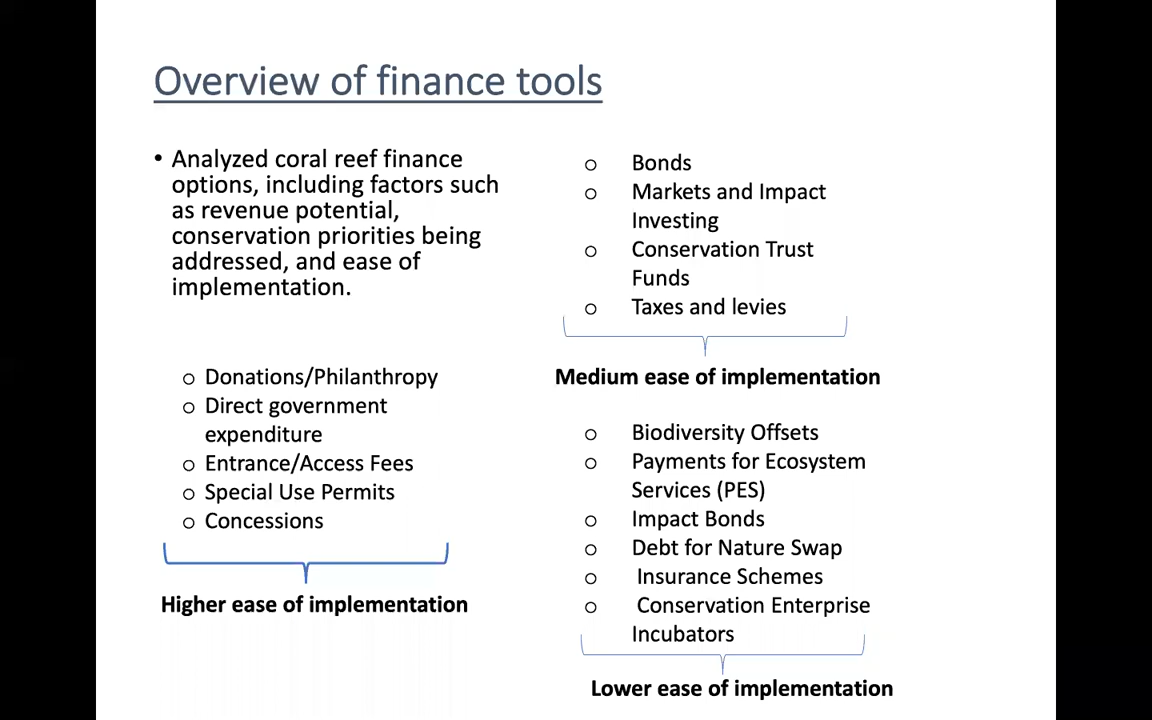 Overview of finance tools
• Analyzed coral reef finance
options, including factors such
as revenue potential,
conservation priorities being
addressed, and ease of
implementation.
o Donations/Philanthropy
o Direct government
expenditure
o Entrance/Access Fees
o Special Use Permits
o Concessions
Higher ease of implementation
o Bonds
o Markets and Impact
Investing
o Conservation Trust
Funds
o Taxes and levies
Medium ease of implementation
o Biodiversity Offsets
o Payments for Ecosystem
Services (PES)
o Impact Bonds
o Debt for Nature Swap
o Insurance Schemes
o Conservation Enterprise
Incubators
Lower ease of implementation